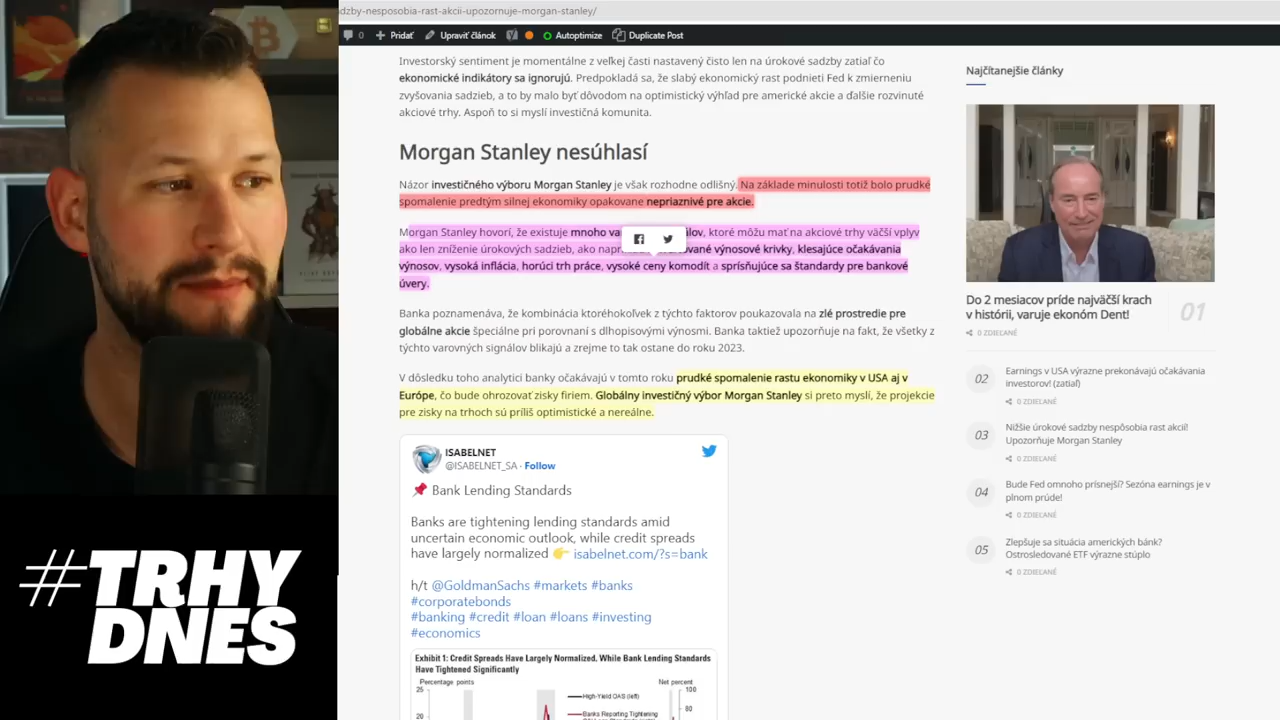 dzby-nesposobia-rast-akcii-upozornuje-morgan-stanley/
0 Pridať Upraviť článok Autoptimize Duplicate Post
Investorský sentiment je momentálne z veľkej časti nastavený čisto len na úrokové sadzby zatiaľ čo
ekonomické indikátory sa ignorujú. Predpokladá sa, že slabý ekonomický rast podnieti Fed k zmierneniu
zvyšovania sadzieb, a to by malo byť dôvodom na optimistický výhľad pre americké akcie a ďalšie rozvinuté
akciové trhy. Aspoň to si myslí investičná komunita.
Morgan Stanley nesúhlasí
Názor investičného výboru Morgan Stanley je však rozhodne odlišný. Na základe minulosti totiž bolo prudké
spomalenie predtým silnej ekonomiky opakovane nepriaznivé pre akcie.
Morgan Stanley hovorí, že existuje mnoho va álov, ktoré môžu mať na akciové trhy väčší vplyv
ako len zníženie úrokových sadzieb, ako napr ované výnosové krivky, klesajúce očakávania
výnosov, vysoká inflácia, horúci trh práce, vysoké ceny komodít a sprísňujúce sa štandardy pre bankové
úvery.
Banka poznamenáva, že kombinácia ktoréhokoľvek z týchto faktorov poukazovala na zlé prostredie pre
globálne akcie špeciálne pri porovnaní s dlhopisovými výnosmi. Banka taktiež upozorňuje na fakt, že všetky z
týchto varovných signálov blikajú a zrejme to tak ostane do roku 2023.
V dôsledku toho analytici banky očakávajú v tomto roku prudké spomalenie rastu ekonomiky v USA aj v
Európe, čo bude ohrozovať zisky firiem. Globálny investičný výbor Morgan Stanley si preto myslí, že projekcie
pre zisky na trhoch sú príliš optimistické a nereálne.
ISABELNET
@ISABELNET_SA · Follow
Bank Lending Standards
Banks are tightening lending standards amid
uncertain economic outlook, while credit spreads
have largely normalized isabelnet.com/?s=bank
h/t @GoldmanSachs #markets #banks
#corporatebonds
#banking #credit #loan #loans #investing
#economics
Exhibit 1: Credit Spreads Have Largely Normalized, While Bank Lending Standards
Have Tightened Significantly
Percentage points Net percent
25 High-Yield OAS (left) 100
20 Banks Reporting Tightening 80
Najčítanejšie články
Do 2 mesiacov príde najväčší krach
v histórii, varuje ekonóm Dent!
01
0 ZDIEĽANÉ
02
Earnings v USA výrazne prekonávajú očakávania
investorov! (zatiaľ)
0 ZDIEĽANÉ
03
Nižšie úrokové sadzby nespôsobia rast akcií!
Upozorňuje Morgan Stanley
0 ZDIEĽANÉ
04
Bude Fed omnoho prísnejší? Sezóna earnings je v
plnom prúde!
0 ZDIEĽANÉ
05
Zlepšuje sa situácia amerických bánk?
Ostrosledované ETF výrazne stúplo
0 ZDIEĽANÉ
#TRHY
DNES